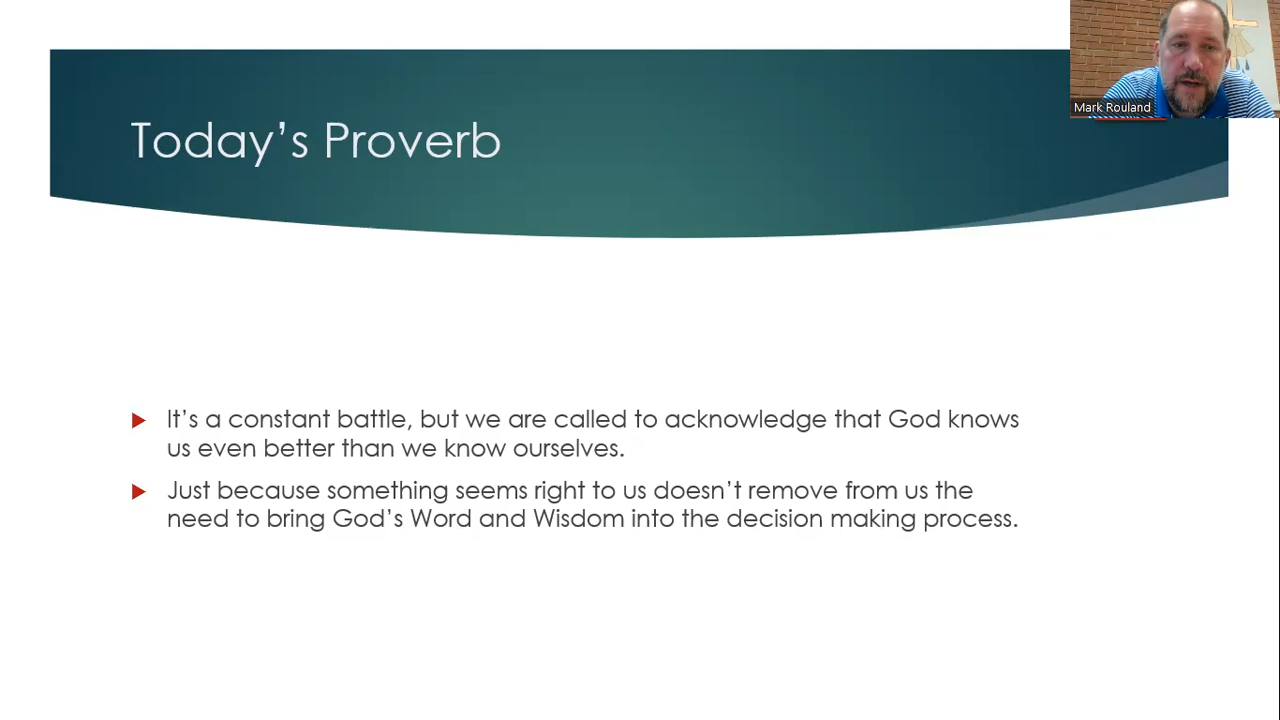 Today’s Proverb
Mark Rouland
It’s a constant battle, but we are called to acknowledge that God knows
us even better than we know ourselves.
Just because something seems right to us doesn’t remove from us the
need to bring God’s Word and Wisdom into the decision making process.